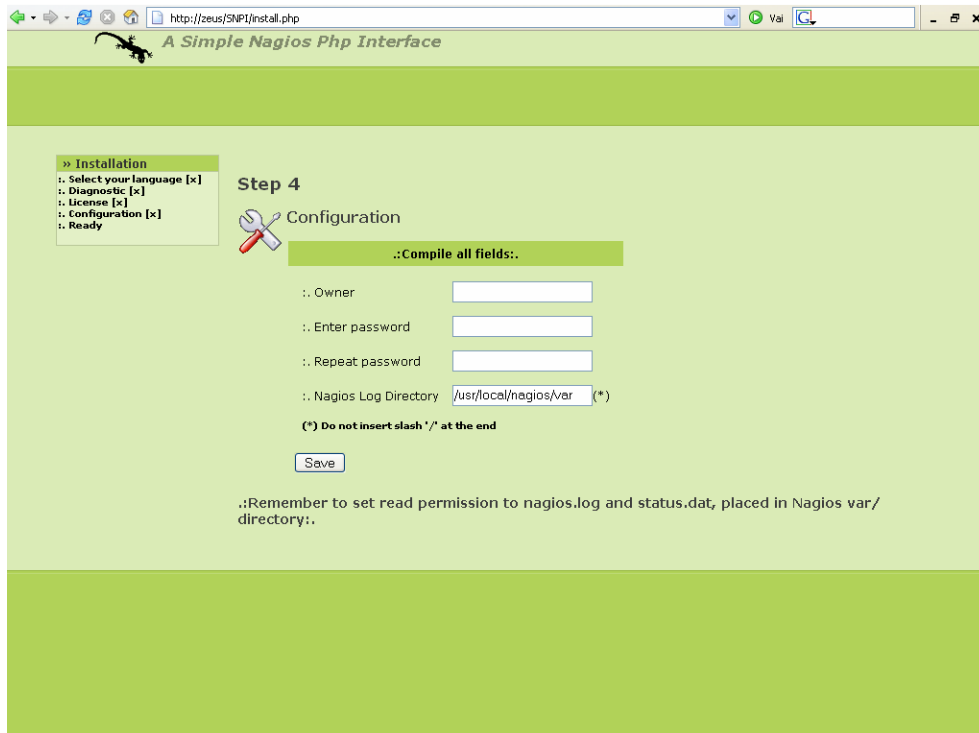 http://zeus/SNPI/install.php
Vai
G
A Simple Nagios Php Interface
» Installation
:. Select your language [x]
:. Diagnostic [x]
:. License [x]
:. Configuration [x]
:. Ready
Step 4
Configuration
.:Compile all fields:.
:. Owner
:. Enter password
:. Repeat password
:. Nagios Log Directory /usr/local/nagios/var (*)
(*) Do not insert slash '/' at the end
Save
.:Remember to set read permission to nagios.log and status.dat, placed in Nagios var/
directory:.